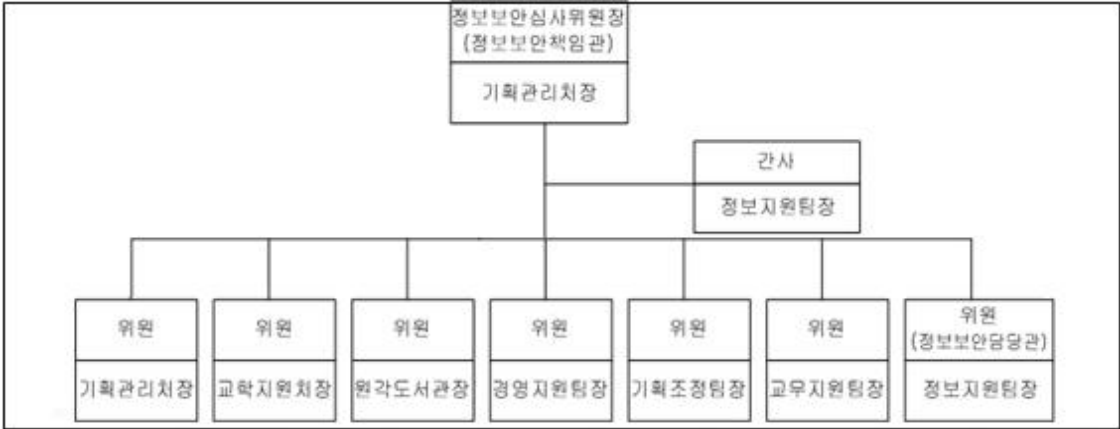 정보보안심사위원장
(정보보안책임관)
기획관리처장
간사
정보지원팀장
위원
기획관리처장
위원
교학지원처장
위원
원각도서관장
위원
경영지원팀장
위원
기획조정팀장
위원
교무지원팀장
위원
(정보보안담당관)
정보지원팀장